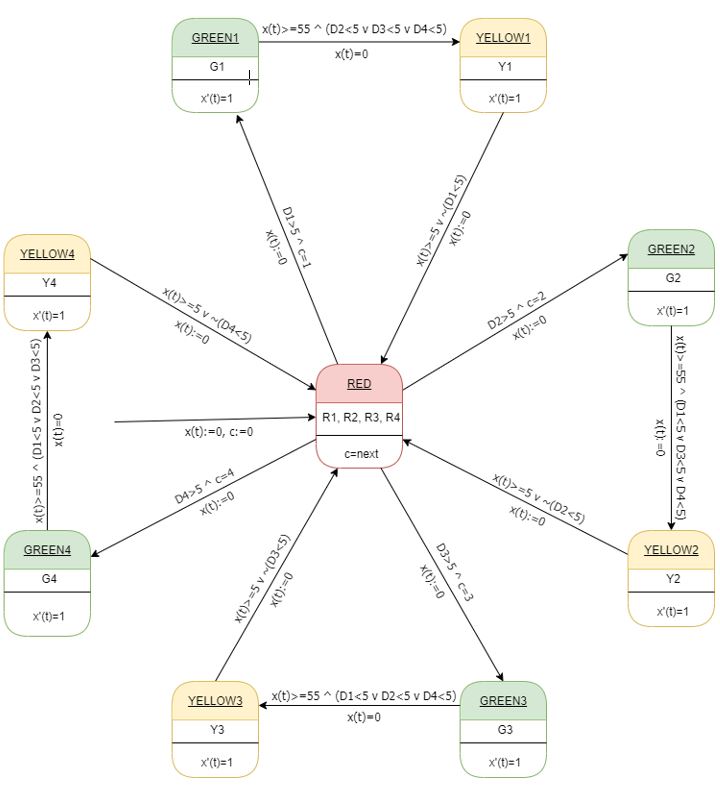 GREEN1
G1
x'(t)=1
x(t)>=55 ^ (D2<5 v D3<5 v D4<5)
x(t)=0
YELLOW1
Y1
x'(t)=1
D1>5 ^ c=1
x(t):=0
x(t)>=5 v ~(D1<5)
x(t):=0
YELLOW4
Y4
x'(t)=1
x(t)>=5 v ~(D4<5)
x(t):=0
D2>5 ^ c=2
x(t):=0
GREEN2
G2
x'(t)=1
x(t)>=55 ^ (D1<5 v D2<5 v D3<5)
x(t)=0
RED
R1, R2, R3, R4
c=next
x(t):=0, c:=0
x(t)>=55 ^ (D1<5 v D3<5 v D4<5)
x(t):=0
D4>5 ^ c=4
x(t):=0
x(t)>=5 v ~(D2<5)
x(t):=0
GREEN4
G4
x'(t)=1
x(t)>=5 v ~(D3<5)
x(t):=0
D3>5 ^ c=3
x(t):=0
YELLOW2
Y2
x'(t)=1
YELLOW3
Y3
x'(t)=1
x(t)>=55 ^ (D1<5 v D2<5 v D4<5)
x(t)=0
GREEN3
G3
x'(t)=1